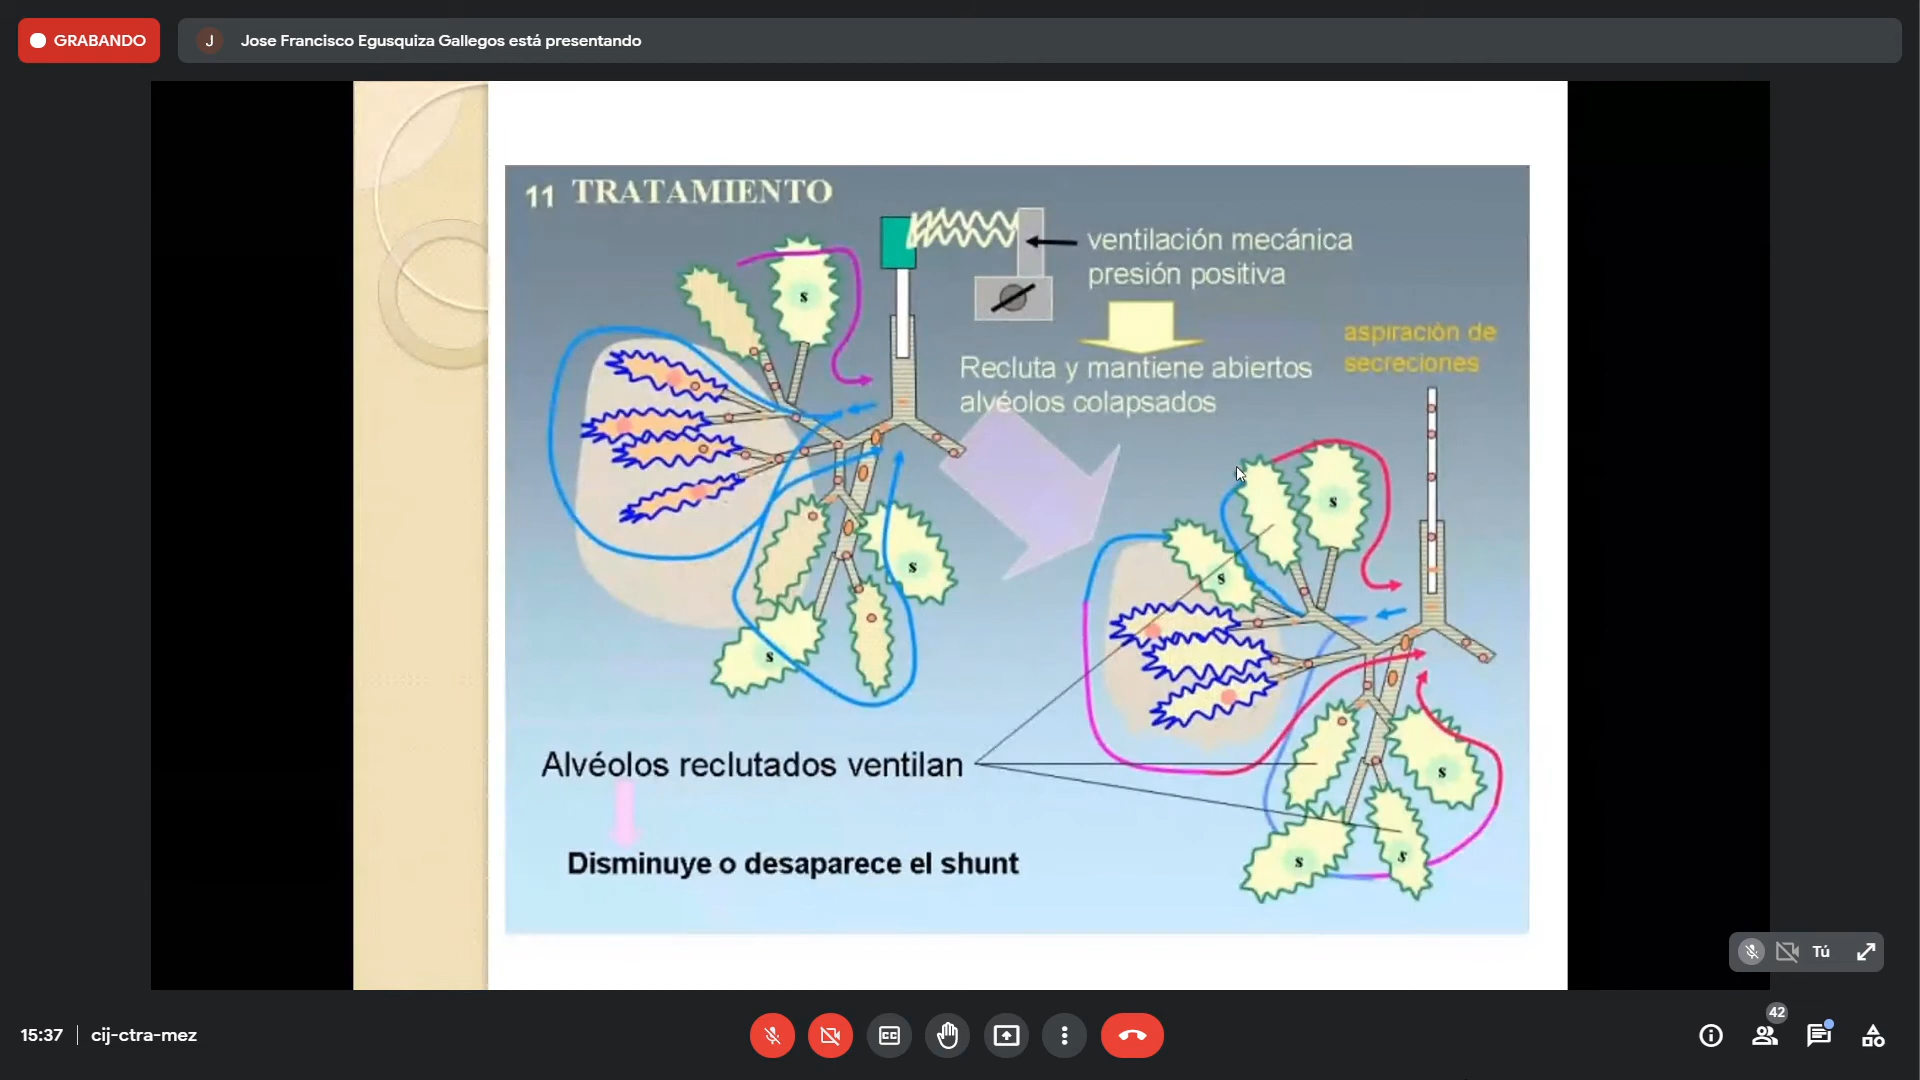 GRABANDO
J
Jose Francisco Egusquiza Gallegos está presentando
11 TRATAMIENTO
ventilación mecánica
presión positiva
aspiración de
secreciones
Recluta y mantiene abiertos
alvéolos colapsados
s
s
s
s
s
s
s
s
Alvéolos reclutados ventilan
Disminuye o desaparece el shunt
Tú
15:37
cij-ctra-mez
CC
42